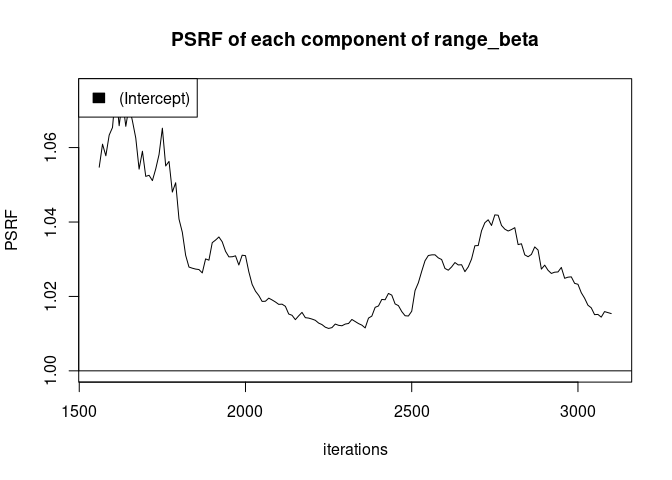 PSRF of each component of range_beta
(Intercept)
1.06
1.04
1.02
1.00
PSRF
1500 2000 2500 3000
iterations